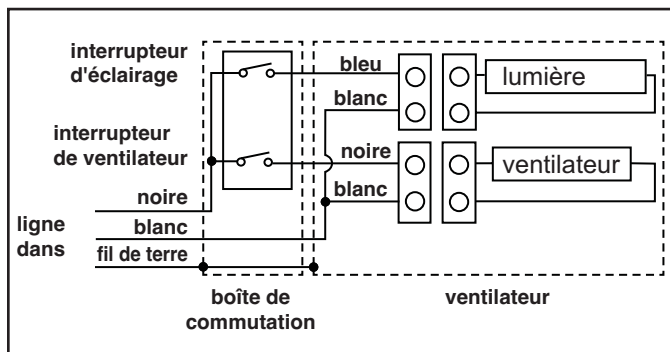 interrupteur
d'éclairage
bleu
lumière
blanc
interrupteur
de ventilateur
noire
ventilateur
blanc
noire
ligne
dans
blanc
fil de terre
boîte de
commutation
ventilateur